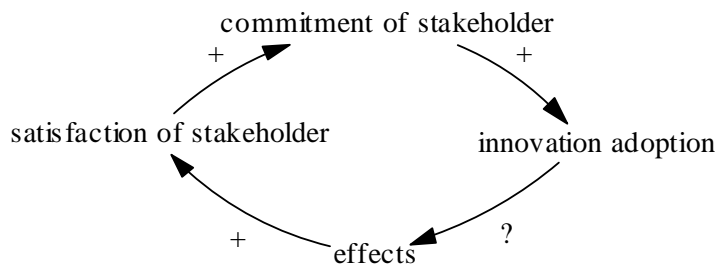 commitment of stakeholder
+
+
satisfaction of stakeholder
innovation adoption
+
?
effects